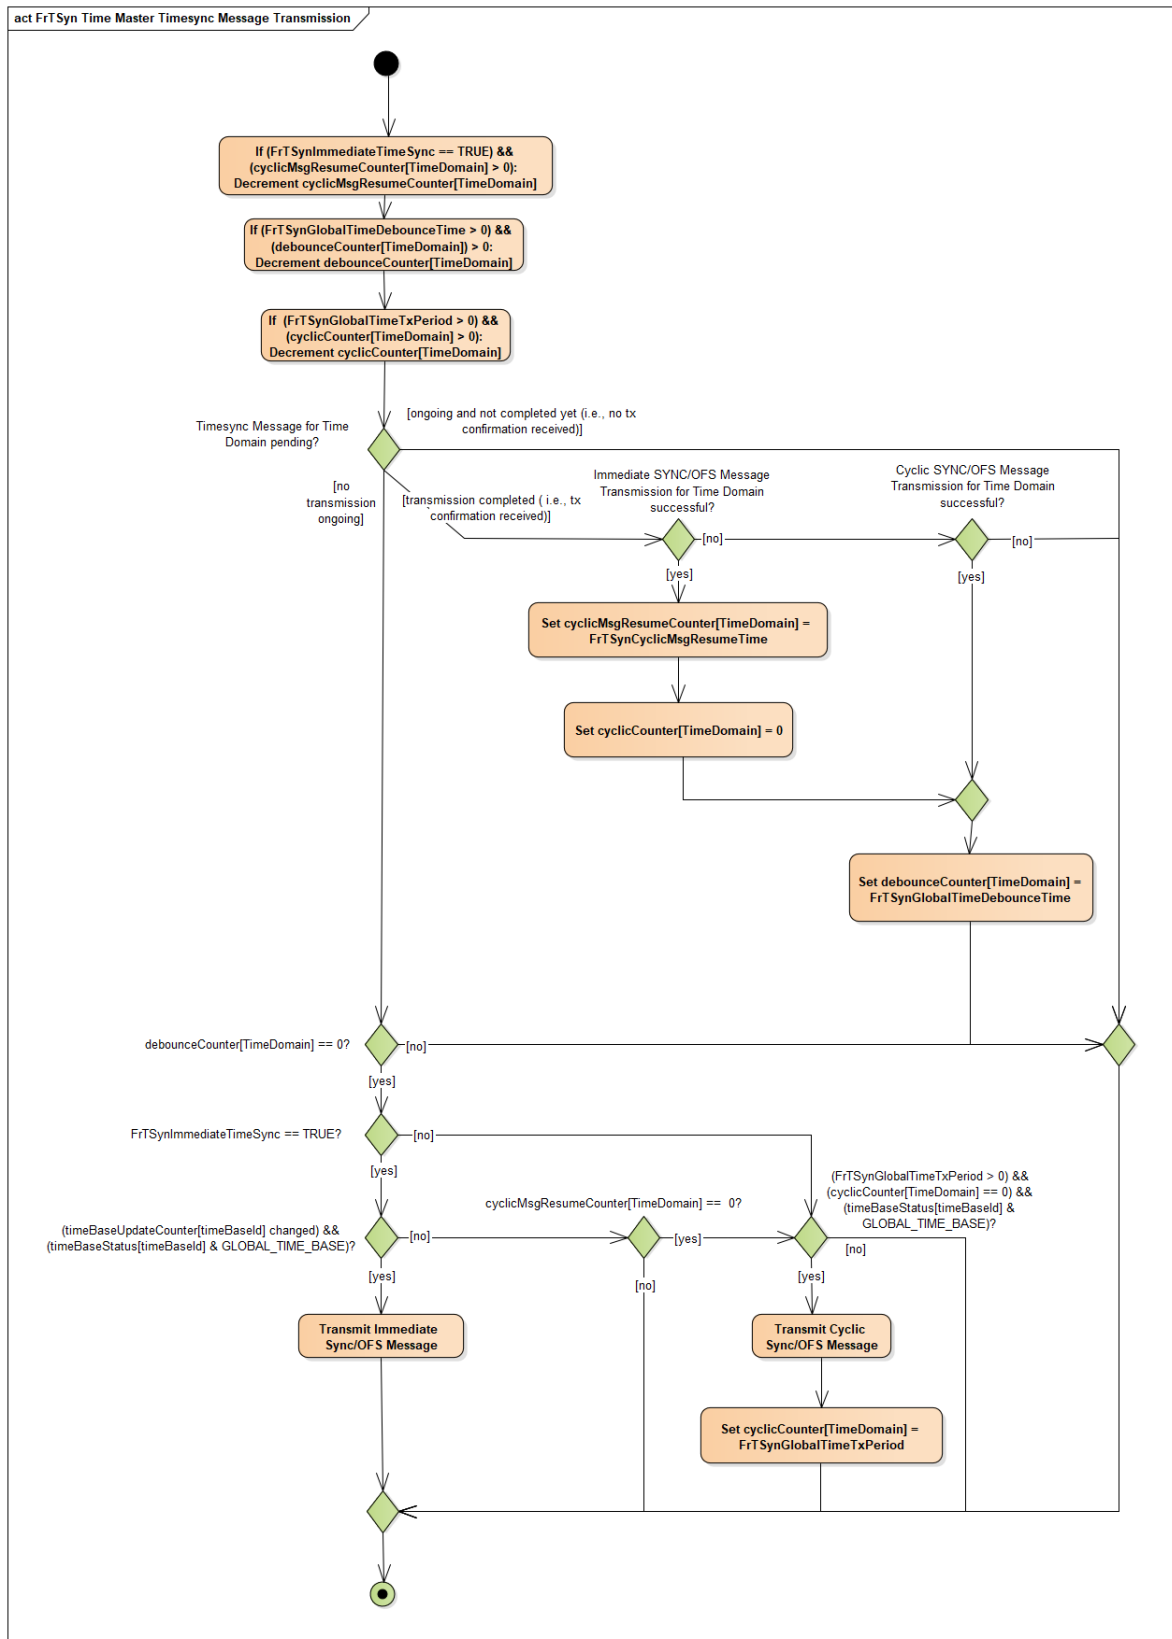 act FrTSyn Time Master Timesync Message Transmission
If (FrTSynImmediateTimeSync == TRUE) &&
(cyclicMsgResumeCounter[TimeDomain] > 0):
Decrement cyclicMsgResumeCounter[TimeDomain]
If (FrTSynGlobalTimeDebounceTime > 0) &&
(debounceCounter[TimeDomain]) > 0:
Decrement debounceCounter[TimeDomain]
If (FrTSynGlobalTimeTxPeriod > 0) &&
(cyclicCounter[TimeDomain] > 0):
Decrement cyclicCounter[TimeDomain]
Timesync Message for Time
Domain pending?
[ongoing and not completed yet (i.e., no tx
confirmation received)]
[no
transmission
ongoing]
[transmission completed ( i.e., tx
confirmation received)]
Immediate SYNC/OFS Message
Transmission for Time Domain
successful?
Cyclic SYNC/OFS Message
Transmission for Time Domain
successful?
[no]
[no]
[yes]
[yes]
Set cyclicMsgResumeCounter[TimeDomain] =
FrTSynCyclicMsgResumeTime
Set cyclicCounter[TimeDomain] = 0
Set debounceCounter[TimeDomain] =
FrTSynGlobalTimeDebounceTime
debounceCounter[TimeDomain] == 0?
[no]
[yes]
FrTSynImmediateTimeSync == TRUE?
[no]
[yes]
(timeBaseUpdateCounter[timeBaseId] changed) &&
(timeBaseStatus[timeBaseId] & GLOBAL_TIME_BASE)?
[no]
[yes]
cyclicMsgResumeCounter[TimeDomain] == 0?
[yes]
[no]
(FrTSynGlobalTimeTxPeriod > 0) &&
(cyclicCounter[TimeDomain] == 0) &&
(timeBaseStatus[timeBaseId] &
GLOBAL_TIME_BASE)?
[no]
[yes]
Transmit Immediate
Sync/OFS Message
Transmit Cyclic
Sync/OFS Message
Set cyclicCounter[TimeDomain] =
FrTSynGlobalTimeTxPeriod